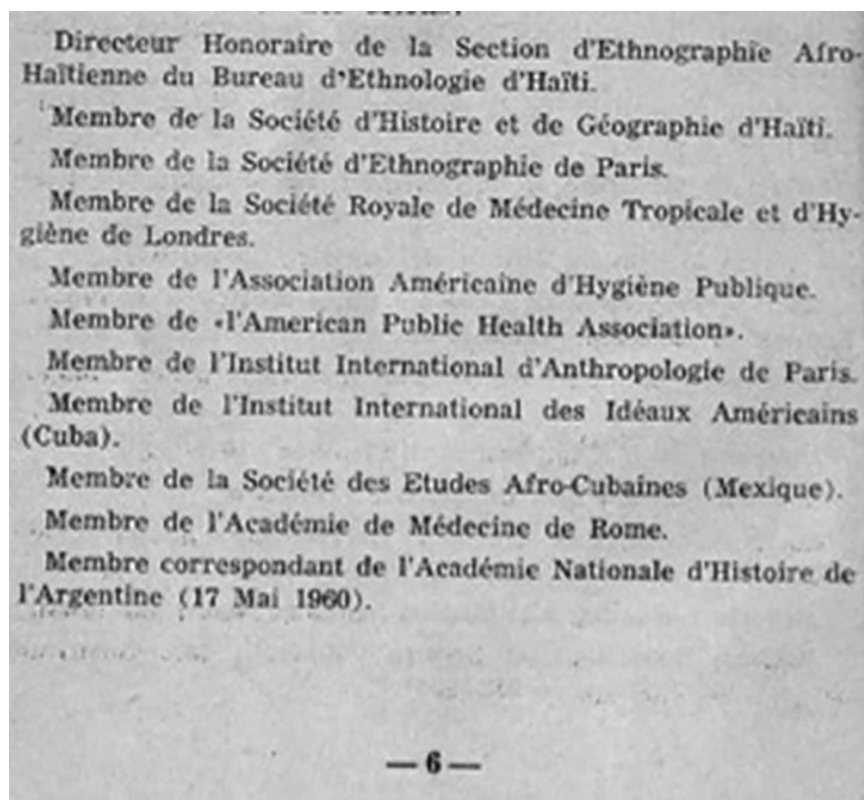 Directeur Honoraire de la Section d'Ethnographie Afro-
Haïtienne du Bureau d'Ethnologie d'Haïti.
Membre de la Société d'Histoire et de Géographie d'Haïti.
Membre de la Société d'Ethnographie de Paris.
Membre de la Société Royale de Médecine Tropicale et d'Hy-
giène de Londres.
Membre de l'Association Américaine d'Hygiène Publique.
Membre de «l'American Public Health Association».
Membre de l'Institut International d'Anthropologie de Paris.
Membre de l'Institut International des Idéaux Américains
(Cuba).
Membre de la Société des Etudes Afro-Cubaines (Mexique).
Membre de l'Académie de Médecine de Rome.
Membre correspondant de l'Académie Nationale d'Histoire de
l'Argentine (17 Mai 1960).
— 6 —